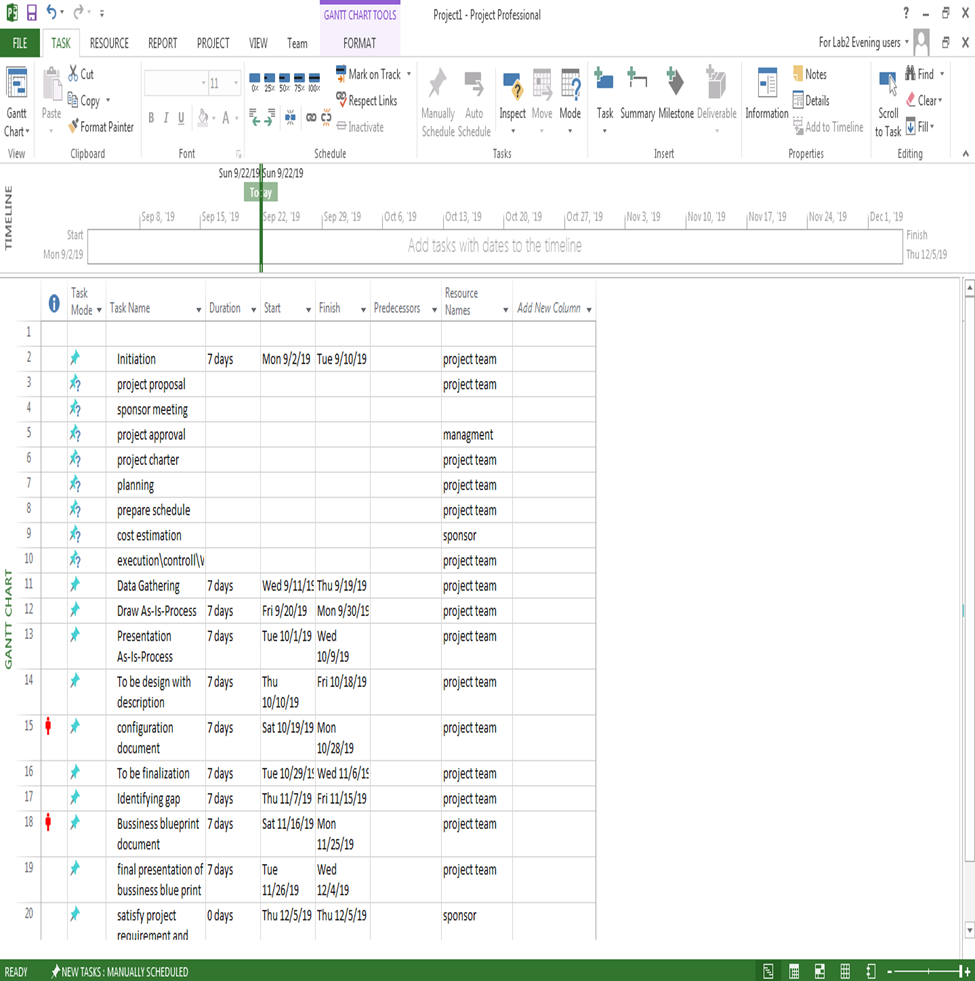 GANTT CHART TOOLS
Project1 - Project Professional
?
FILE TASK RESOURCE REPORT PROJECT VIEW Team FORMAT
For Lab2 Evening users
Gantt Chart
View
Paste
Cut
Copy
Format Painter
Clipboard
11
B I U A
Font
0% 25% 50% 75% 100%
Mark on Track
Respect Links
Inactivate
Schedule
Manually Schedule
Auto Schedule
Inspect
Move
Mode
Tasks
Task
Summary
Milestone
Deliverable
Insert
Information
Notes
Details
Add to Timeline
Properties
Scroll to Task
Find
Clear
Fill
Editing
TIMELINE
Sun 9/22/19 Sun 9/22/19
Today
Sep 8, '19 Sep 15, '19 Sep 22, '19 Sep 29, '19 Oct 6, '19 Oct 13, '19 Oct 20, '19 Oct 27, '19 Nov 3, '19 Nov 10, '19 Nov 17, '19 Nov 24, '19 Dec 1, '19
Start
Mon 9/2/19
Add tasks with dates to the timeline
Finish
Thu 12/5/19
GANTT CHART
Task Mode Task Name Duration Start Finish Predecessors Resource Names Add New Column
1
2 Initiation 7 days Mon 9/2/19 Tue 9/10/19 project team
3 project proposal project team
4 sponsor meeting
5 project approval managment
6 project charter project team
7 planning project team
8 prepare schedule project team
9 cost estimation sponsor
10 execution\controll\ project team
11 Data Gathering 7 days Wed 9/11/19 Thu 9/19/19 project team
12 Draw As-Is-Process 7 days Fri 9/20/19 Mon 9/30/19 project team
13 Presentation 7 days Tue 10/1/19 Wed project team
As-Is-Process 10/9/19
14 To be design with 7 days Thu Fri 10/18/19 project team
description 10/10/19
15 configuration 7 days Sat 10/19/19 Mon project team
document 10/28/19
16 To be finalization 7 days Tue 10/29/1 Wed 11/6/19 project team
17 Identifying gap 7 days Thu 11/7/19 Fri 11/15/19 project team
18 Bussiness blueprint 7 days Sat 11/16/19 Mon project team
document 11/25/19
19 final presentation of 7 days Tue Wed project team
bussiness blue print 11/26/19 12/4/19
20 satisfy project 0 days Thu 12/5/19 Thu 12/5/19 sponsor
requirement and
READY NEW TASKS : MANUALLY SCHEDULED